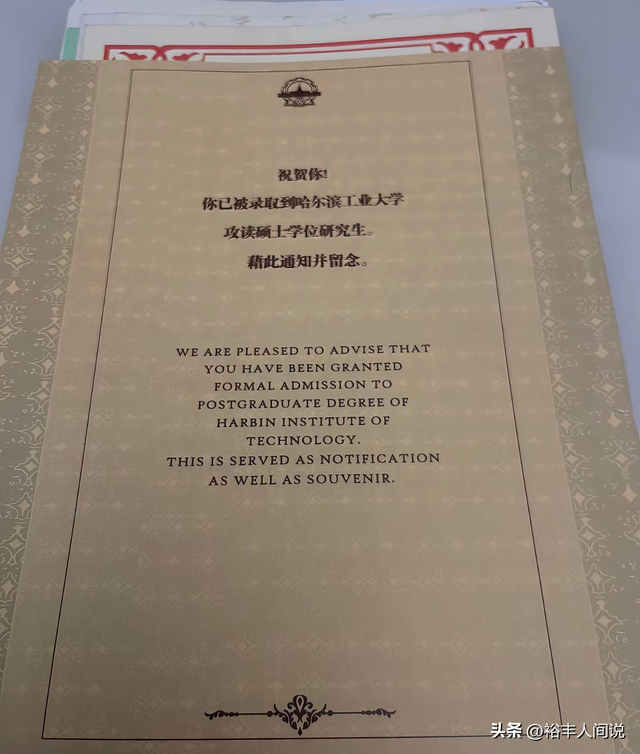 祝贺你!
你已被录取到哈尔滨工业大学
攻读硕士学位研究生。
藉此通知并留念。
WE ARE PLEASED TO ADVISE THAT
YOU HAVE BEEN GRANTED
FORMAL ADMISSION TO
POSTGRADUATE DEGREE OF
HARBIN INSTITUTE OF
TECHNOLOGY.
THIS IS SERVED AS NOTIFICATION
AS WELL AS SOUVENIR.
头条 @裕丰人间说